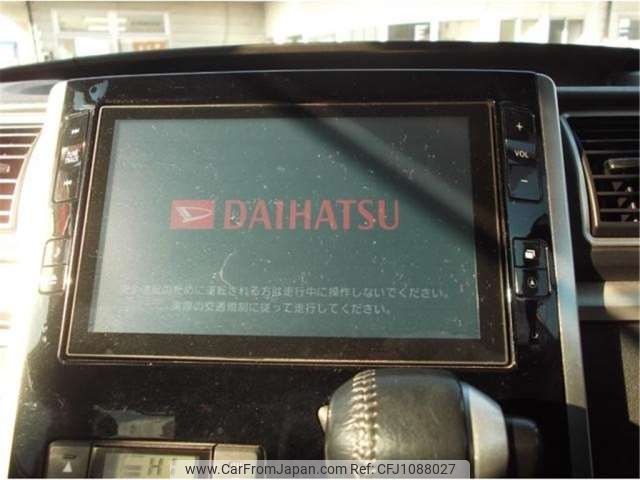 VOL
DAIHATSU
安全運転のために運転される方は走行中に操作しないでください。
実際の交通規制に従って走行してください。
H
www.CarFromJapan.com Ref: CFJ1088027